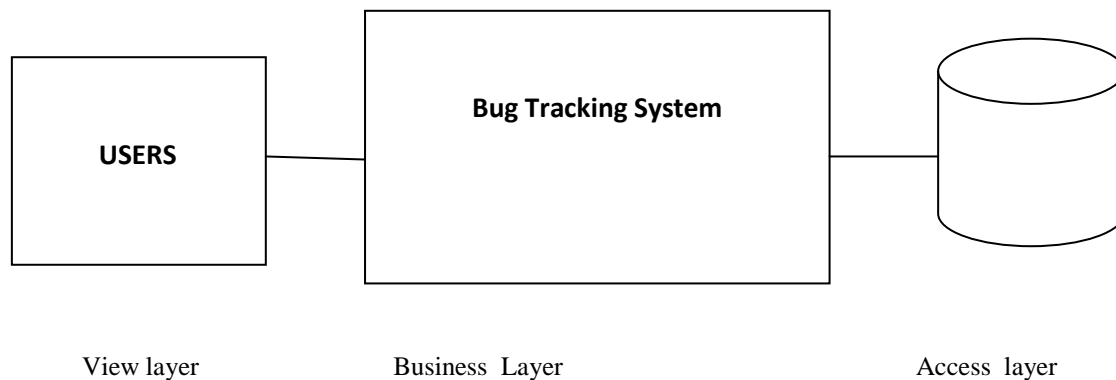 Bug Tracking System
USERS
View layer
Business Layer
Access layer